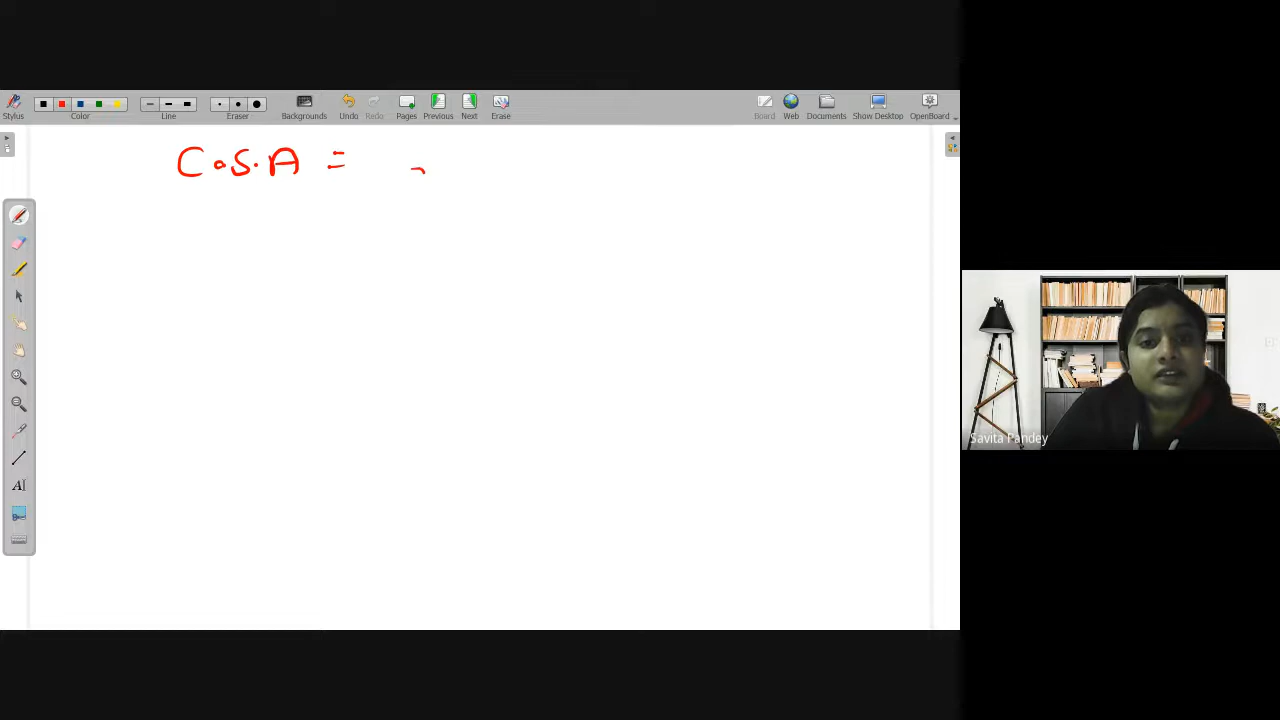 Stylus
Color
Line
Eraser
Backgrounds
Undo
Redo
Pages
Previous
Next
Erase
Board
Web
Documents
Show Desktop
OpenBoard
Cos.A =
Savita Pandey